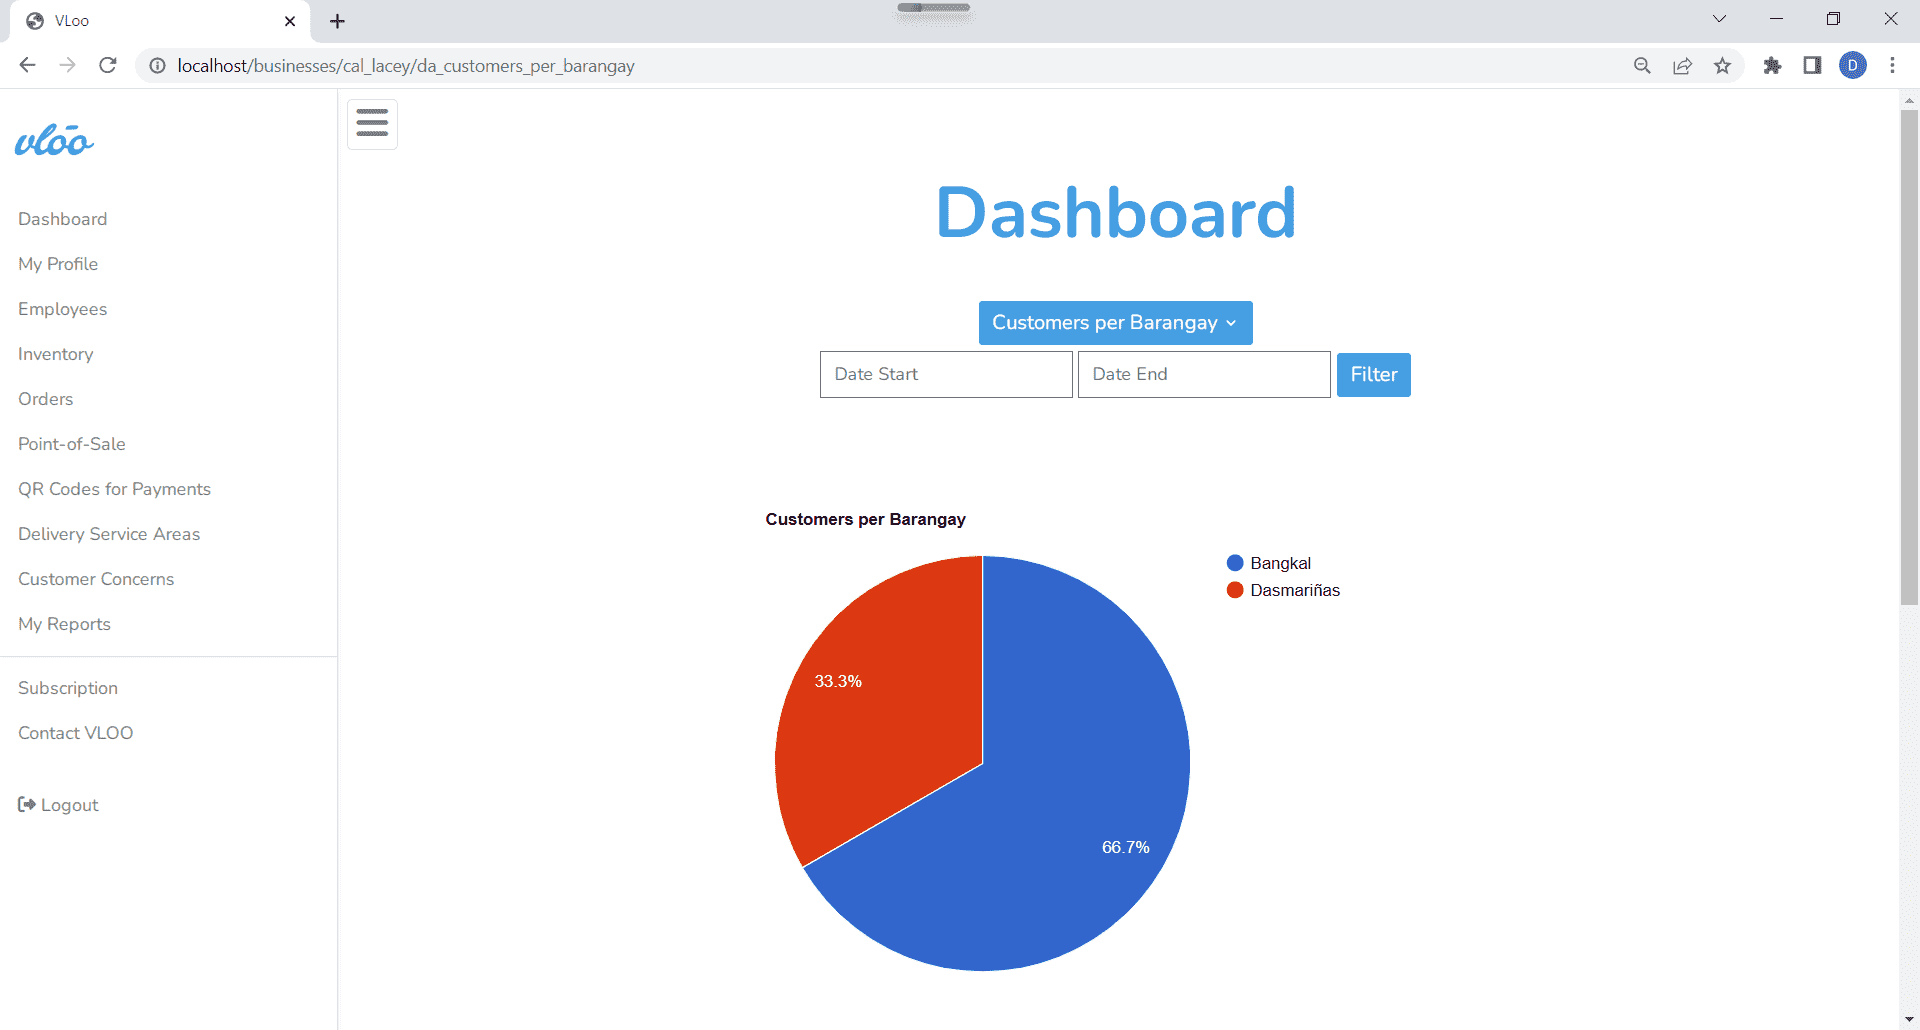 VLoo
localhost/businesses/cal_lacey/da_customers_per_barangay
D
vloo
Dashboard
My Profile
Employees
Inventory
Orders
Point-of-Sale
QR Codes for Payments
Delivery Service Areas
Customer Concerns
My Reports
Subscription
Contact VLOO
Logout
Dashboard
Customers per Barangay
Date Start Date End Filter
Customers per Barangay
Bangkal
Dasmariñas
33.3%
66.7%